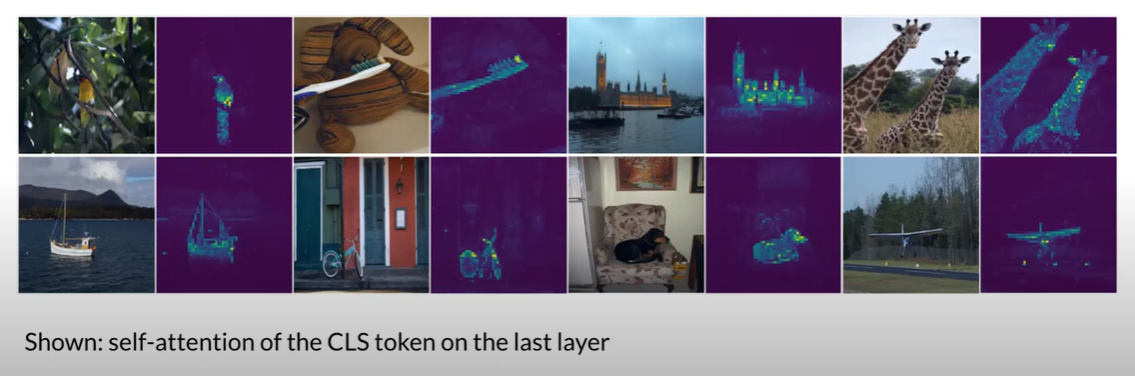 Shown: self-attention of the CLS token on the last layer